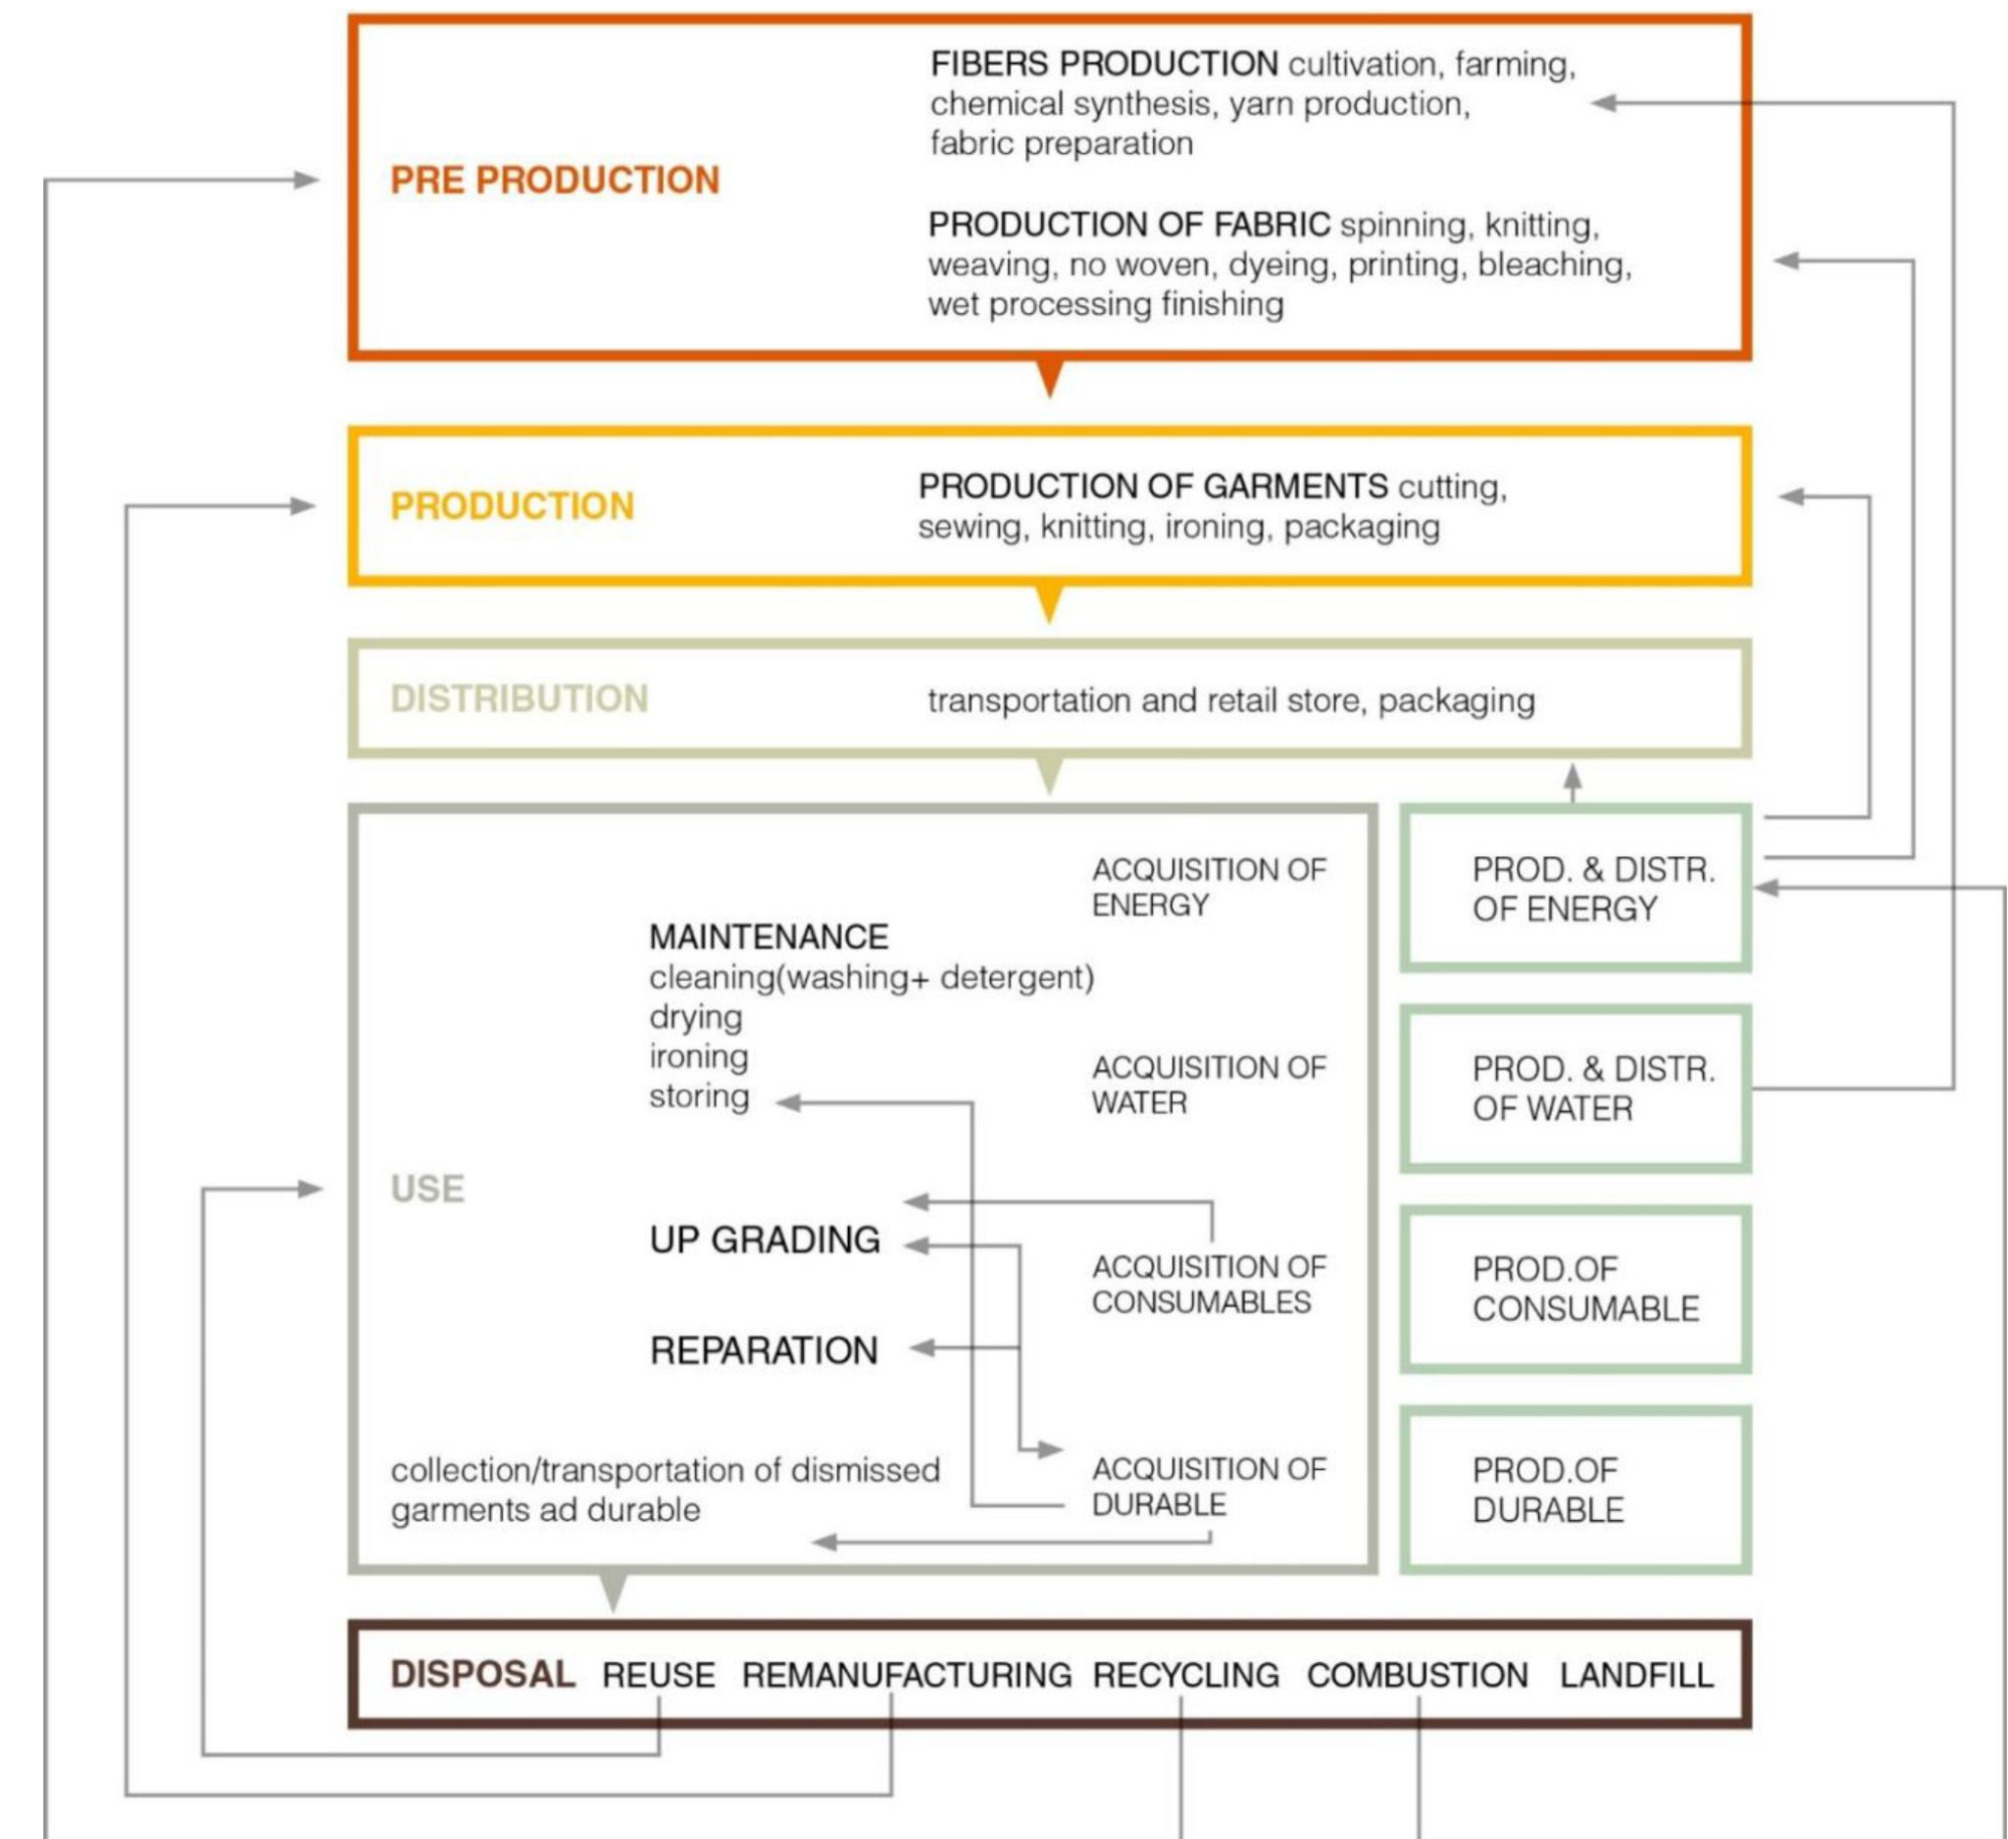 FIBERS PRODUCTION cultivation, farming,
chemical synthesis, yarn production,
fabric preparation
PRE PRODUCTION
PRODUCTION OF FABRIC spinning, knitting,
weaving, no woven, dyeing, printing, bleaching,
wet processing finishing
PRODUCTION
PRODUCTION OF GARMENTS cutting,
sewing, knitting, ironing, packaging
DISTRIBUTION
transportation and retail store, packaging
USE
MAINTENANCE
cleaning(washing+ detergent)
drying
ironing
storing
UP GRADING
REPARATION
collection/transportation of dismissed
garments ad durable
ACQUISITION OF
ENERGY
ACQUISITION OF
WATER
ACQUISITION OF
CONSUMABLES
ACQUISITION OF
DURABLE
PROD. & DISTR.
OF ENERGY
PROD. & DISTR.
OF WATER
PROD.OF
CONSUMABLE
PROD.OF
DURABLE
DISPOSAL REUSE REMANUFACTURING RECYCLING COMBUSTION LANDFILL